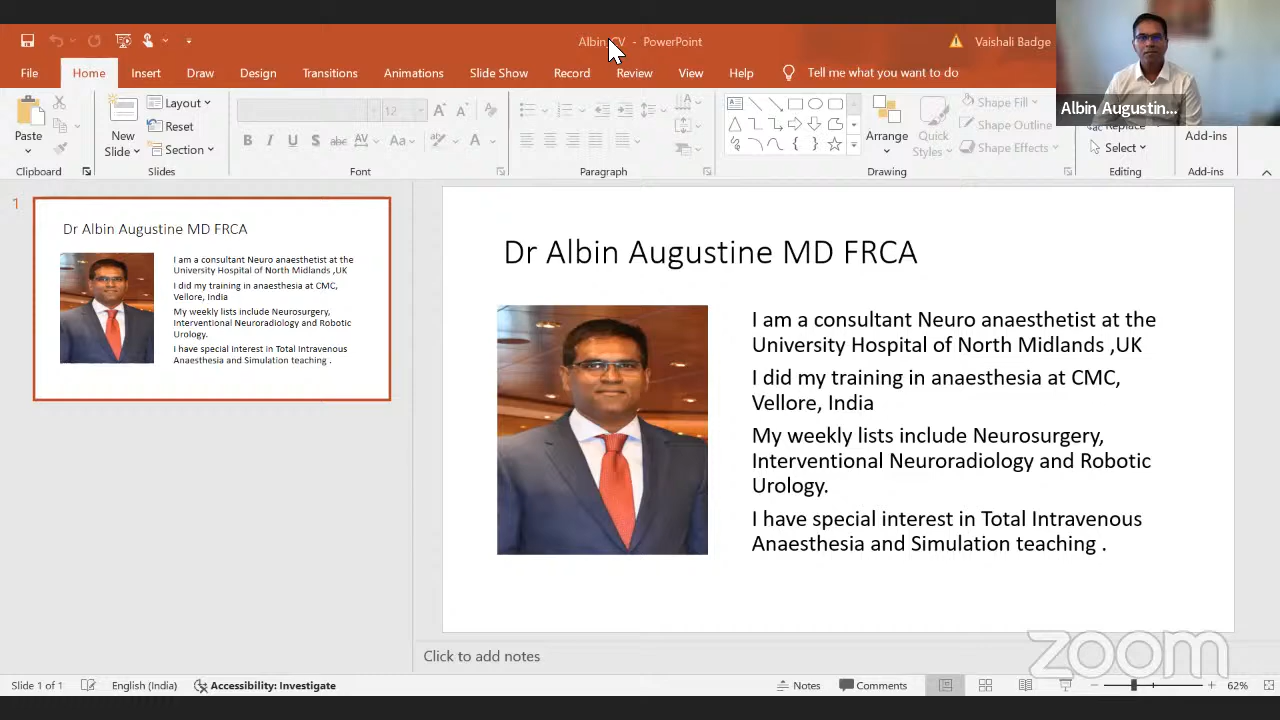 Albin CV - PowerPoint
Vaishali Badge
File Home Insert Draw Design Transitions Animations Slide Show Record Review View Help Tell me what you want to do
Albin Augustin...
Paste
Clipboard
New
Slide
Layout
Reset
Section
Slides
12
B I U S abc AV Aa A
Font
Paragraph
Arrange
Quick
Styles
Shape Fill
Shape Outline
Shape Effects
Drawing
Replace
Select
Editing
Add-ins
Add-ins
1
Dr Albin Augustine MD FRCA
I am a consultant Neuro anaesthetist at the
University Hospital of North Midlands ,UK
I did my training in anaesthesia at CMC,
Vellore, India
My weekly lists include Neurosurgery,
Interventional Neuroradiology and Robotic
Urology.
I have special interest in Total Intravenous
Anaesthesia and Simulation teaching .
Dr Albin Augustine MD FRCA
I am a consultant Neuro anaesthetist at the
University Hospital of North Midlands ,UK
I did my training in anaesthesia at CMC,
Vellore, India
My weekly lists include Neurosurgery,
Interventional Neuroradiology and Robotic
Urology.
I have special interest in Total Intravenous
Anaesthesia and Simulation teaching .
Click to add notes
zoom
Slide 1 of 1 English (India) Accessibility: Investigate Notes Comments 62%